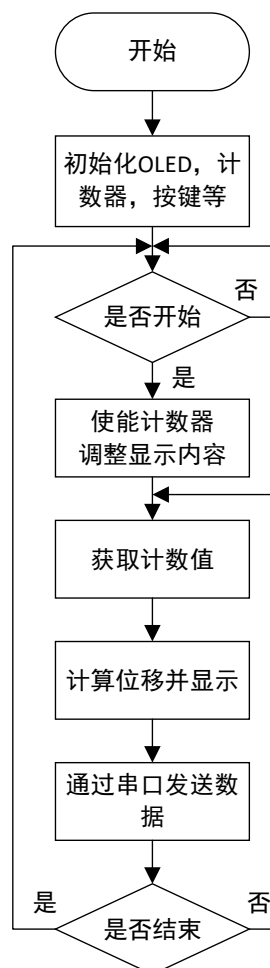 开始
初始化OLED，计
数器，按键等
是否开始
否
是
使能计数器
调整显示内容
获取计数值
计算位移并显示
通过串口发送数
据
是
是否结束
否